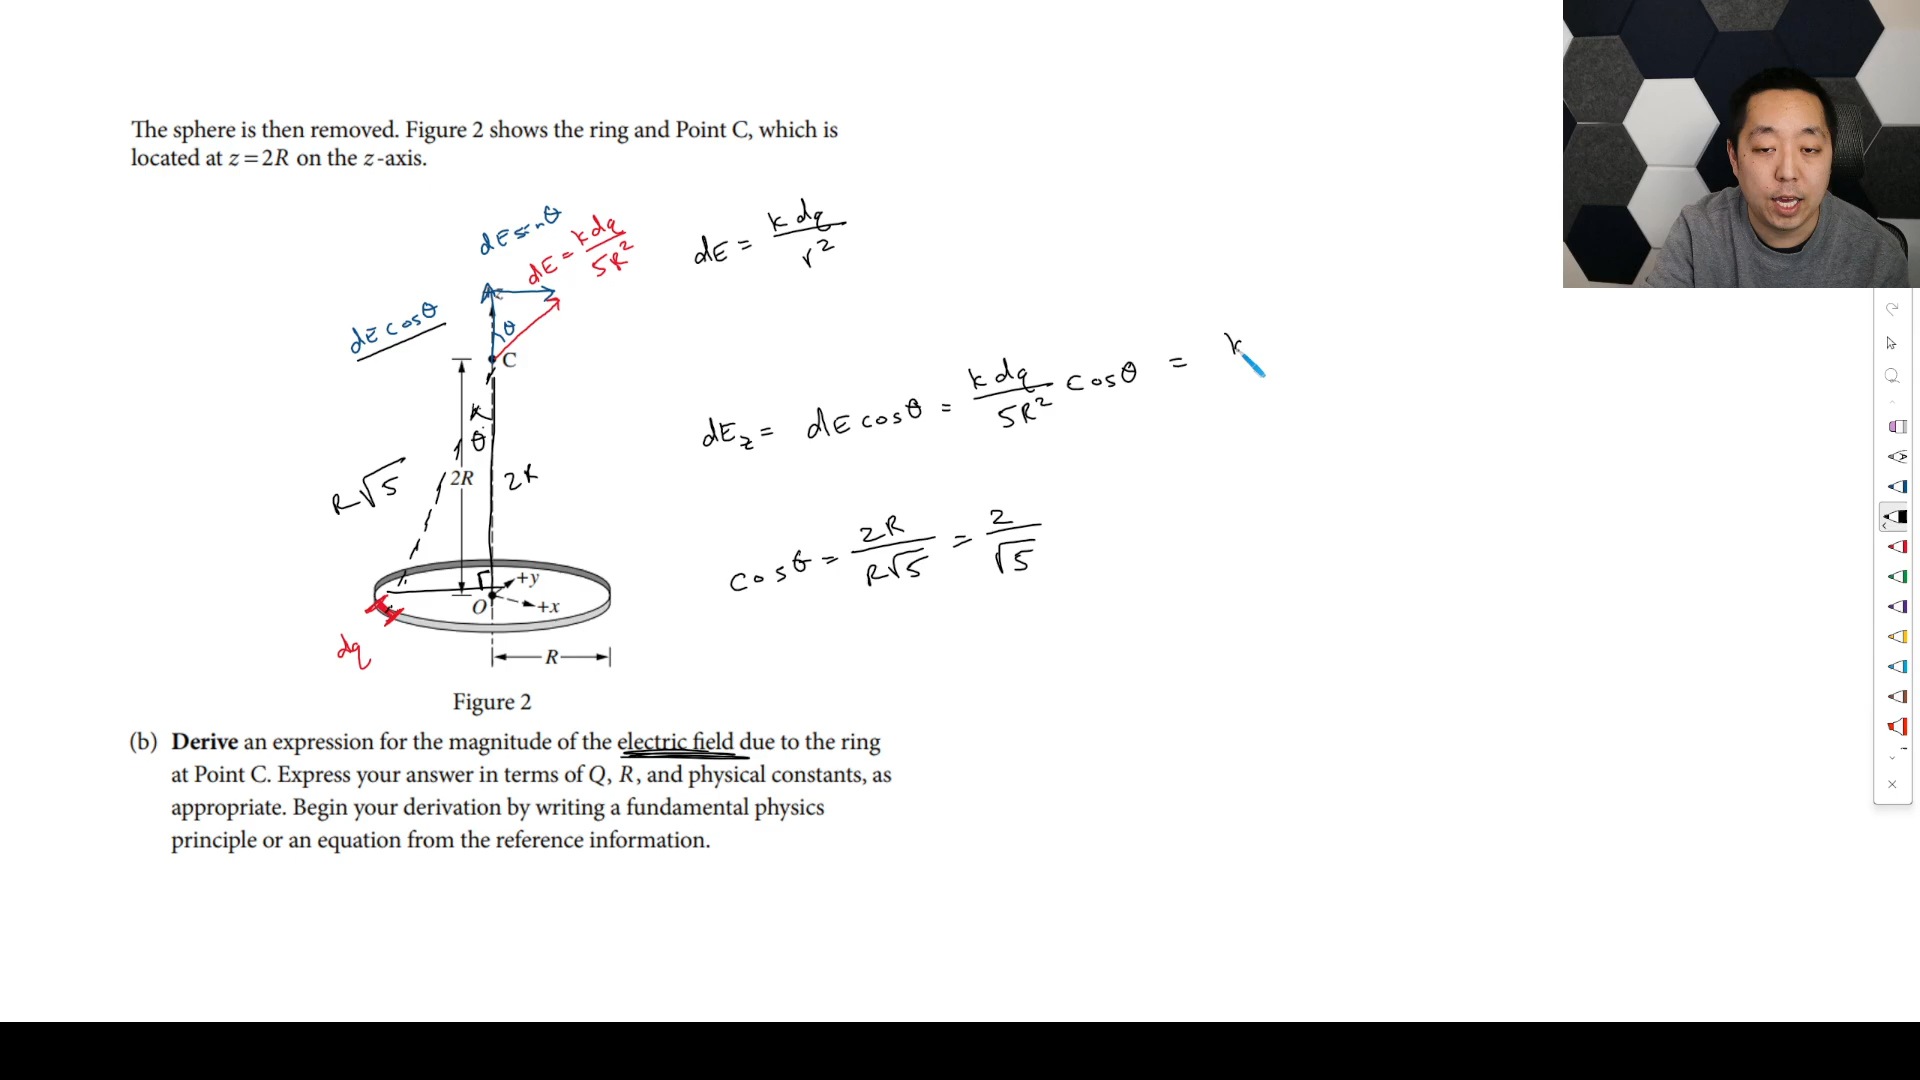 The sphere is then removed. Figure 2 shows the ring and Point C, which is
located at z = 2R on the z-axis.
dE sinθ
dE = k dq / 5R²
dE = k dq / r²
dE cosθ
θ
C
dE_z = dE cosθ = k dq / 5R² cosθ = k
θ
R√5
2R
cosθ = 2R / R√5 = 2 / √5
+y
O
+x
dq
R
Figure 2
(b) Derive an expression for the magnitude of the electric field due to the ring
at Point C. Express your answer in terms of Q, R, and physical constants, as
appropriate. Begin your derivation by writing a fundamental physics
principle or an equation from the reference information.